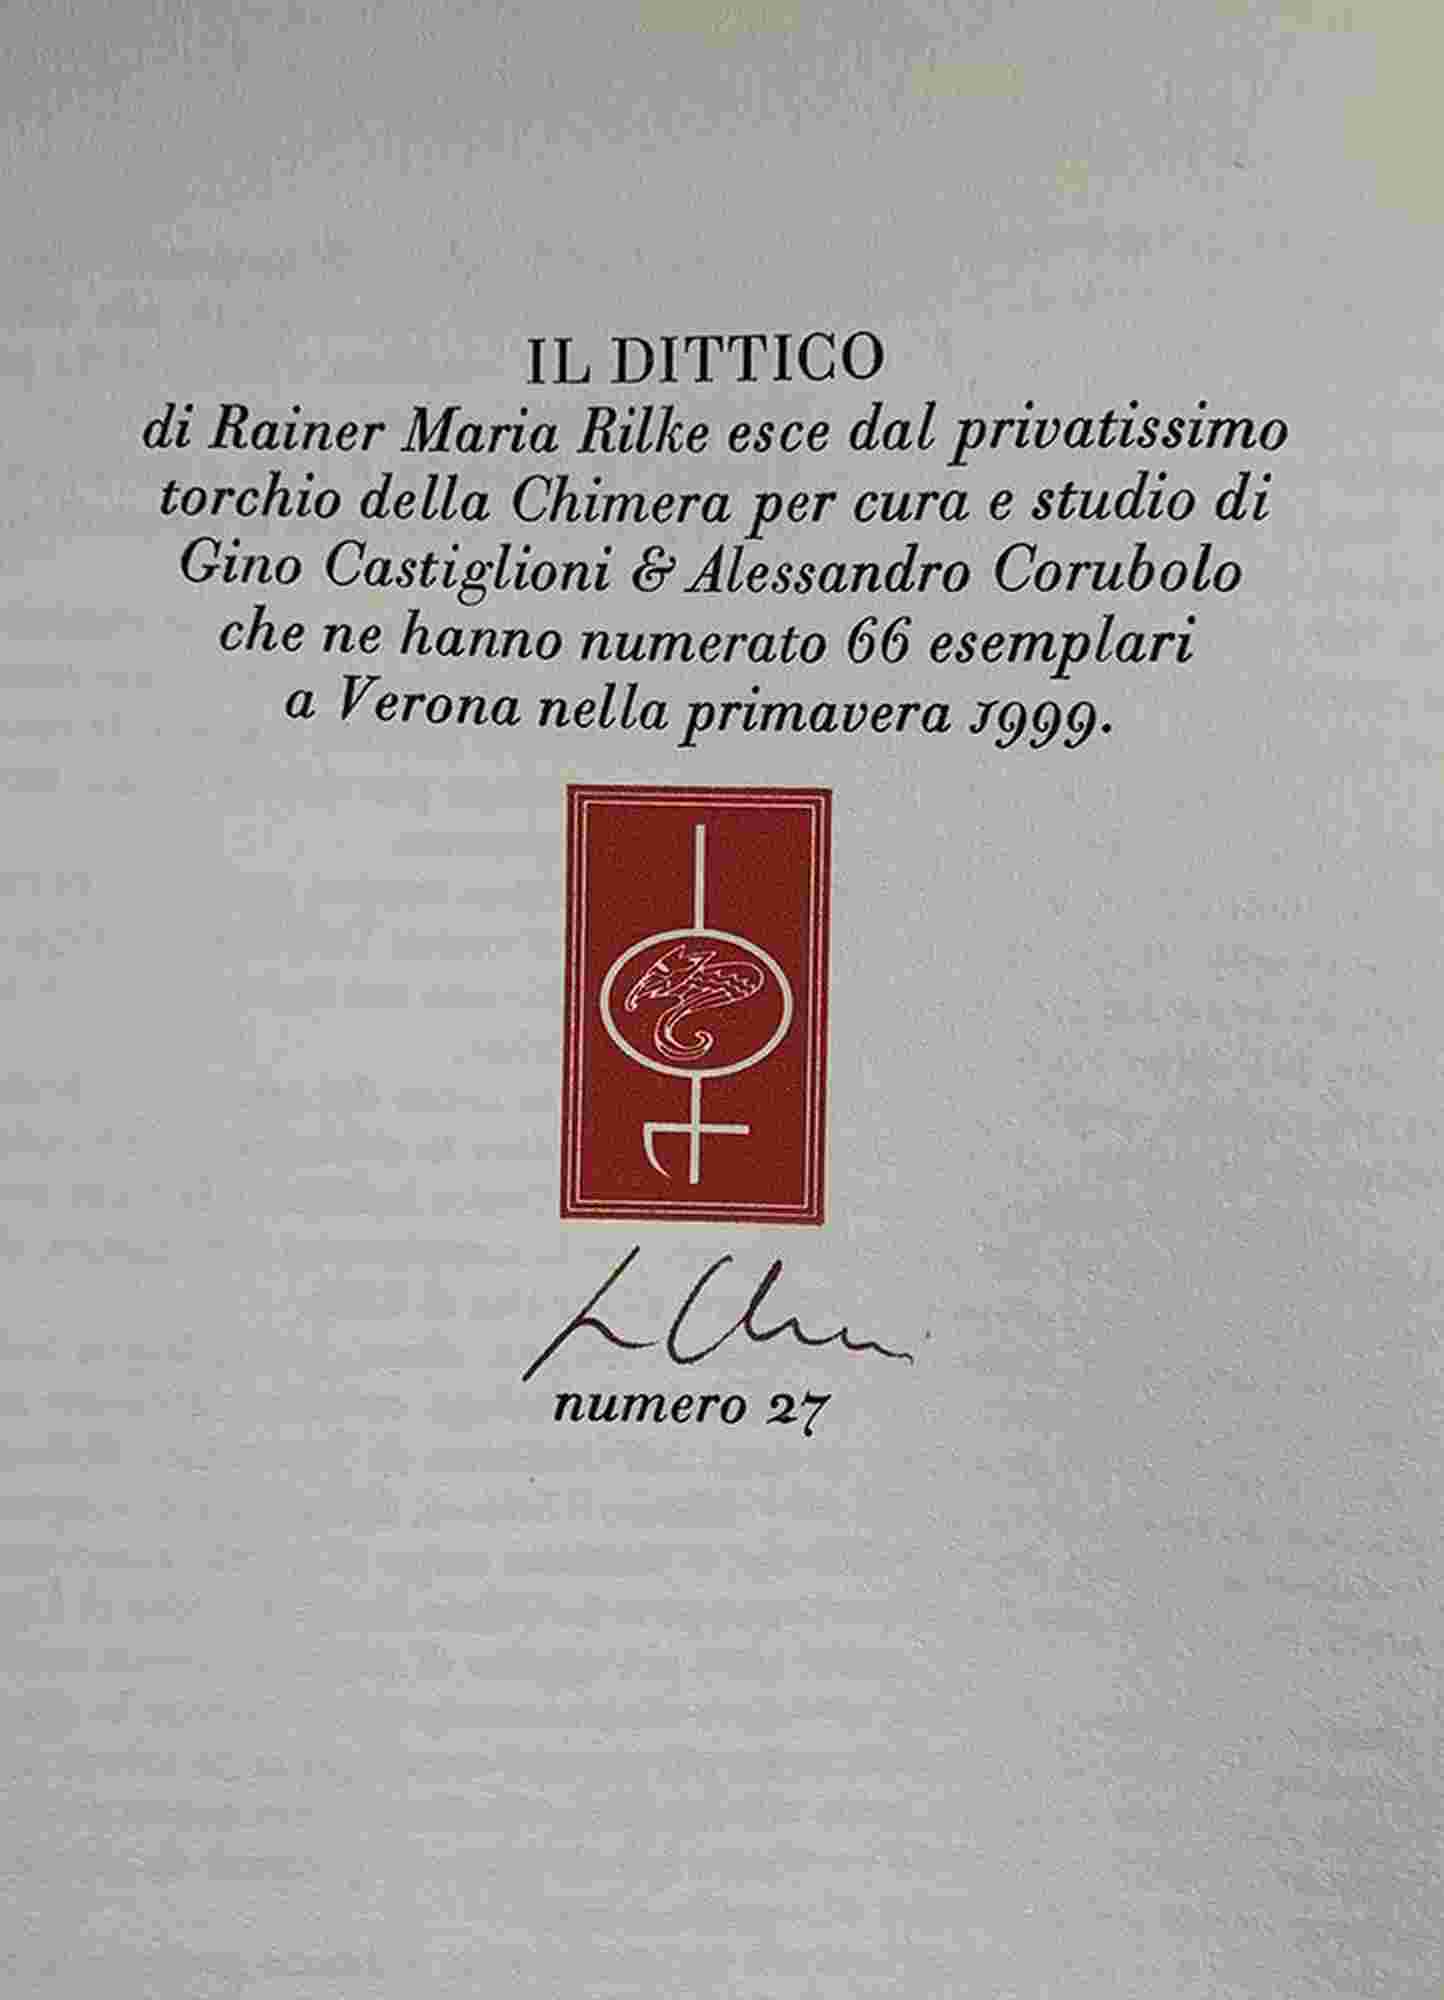 IL DITTICO
di Rainer Maria Rilke esce dal privatissimo
torchio della Chimera per cura e studio di
Gino Castiglioni & Alessandro Corubolo
che ne hanno numerato 66 esemplari
a Verona nella primavera 1999.
numero 27